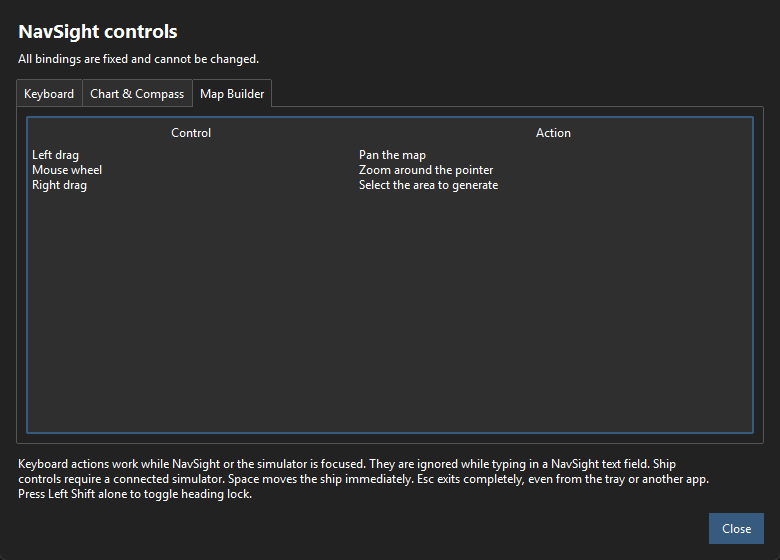 NavSight controls
All bindings are fixed and cannot be changed.
Keyboard Chart & Compass Map Builder
Control Action
Left drag Pan the map
Mouse wheel Zoom around the pointer
Right drag Select the area to generate
Keyboard actions work while NavSight or the simulator is focused. They are ignored while typing in a NavSight text field. Ship
controls require a connected simulator. Space moves the ship immediately. Esc exits completely, even from the tray or another app.
Press Left Shift alone to toggle heading lock.
Close